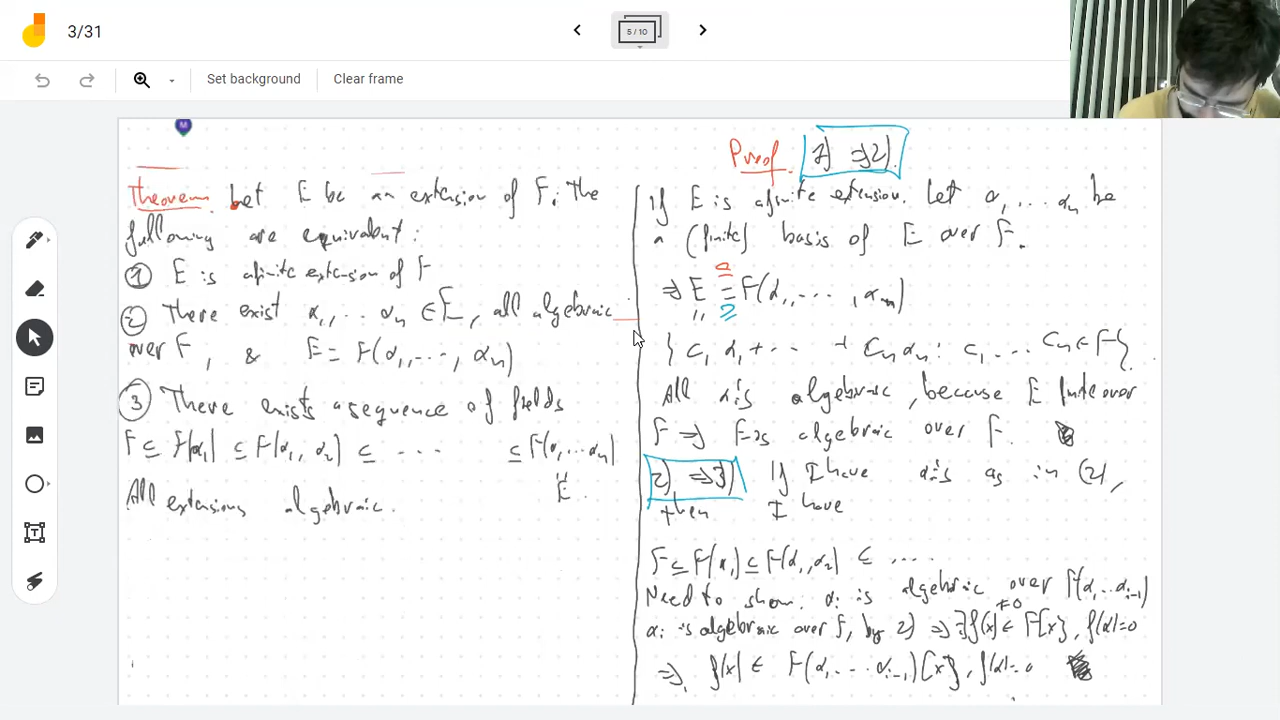 3/31
5 / 10
Set background
Clear frame
M
Theorem. Let E be an extension of F. The
following are equivalent:
① E is a finite extension of F
② There exist α₁, ... αₙ ∈ E, all algebraic
over F, & E = F(α₁, ..., αₙ)
③ There exists a sequence of fields
F ⊆ F(α₁) ⊆ F(α₁, α₂) ⊆ ... ⊆ F(α₁ ... αₙ)
" E.
All extensions algebraic.
Proof. 1) ⇒ 2).
If E is a finite extension. Let α₁ ... αₙ be
a (finite) basis of E over F.
⊆
⇒ E = F(α₁, ..., αₙ)
" ⊇
{ c₁ α₁ + ... + cₙ αₙ : c₁ ... cₙ ∈ F }.
All αᵢ's algebraic, because E finite over
F ⇒ E is algebraic over F.
2) ⇒ 3) If I have αᵢ's as in (2),
then I have
F ⊆ F(α₁) ⊆ F(α₁, α₂) ⊆ ....
Need to show: αᵢ is algebraic over F(α₁ ... αᵢ₋₁)
≠0
αᵢ is algebraic over F, by 2) ⇒ ∃ f(x) ∈ F[x], f(α)=0
⇒ f(x) ∈ F(α₁, ... αᵢ₋₁)[x], f(α)=0